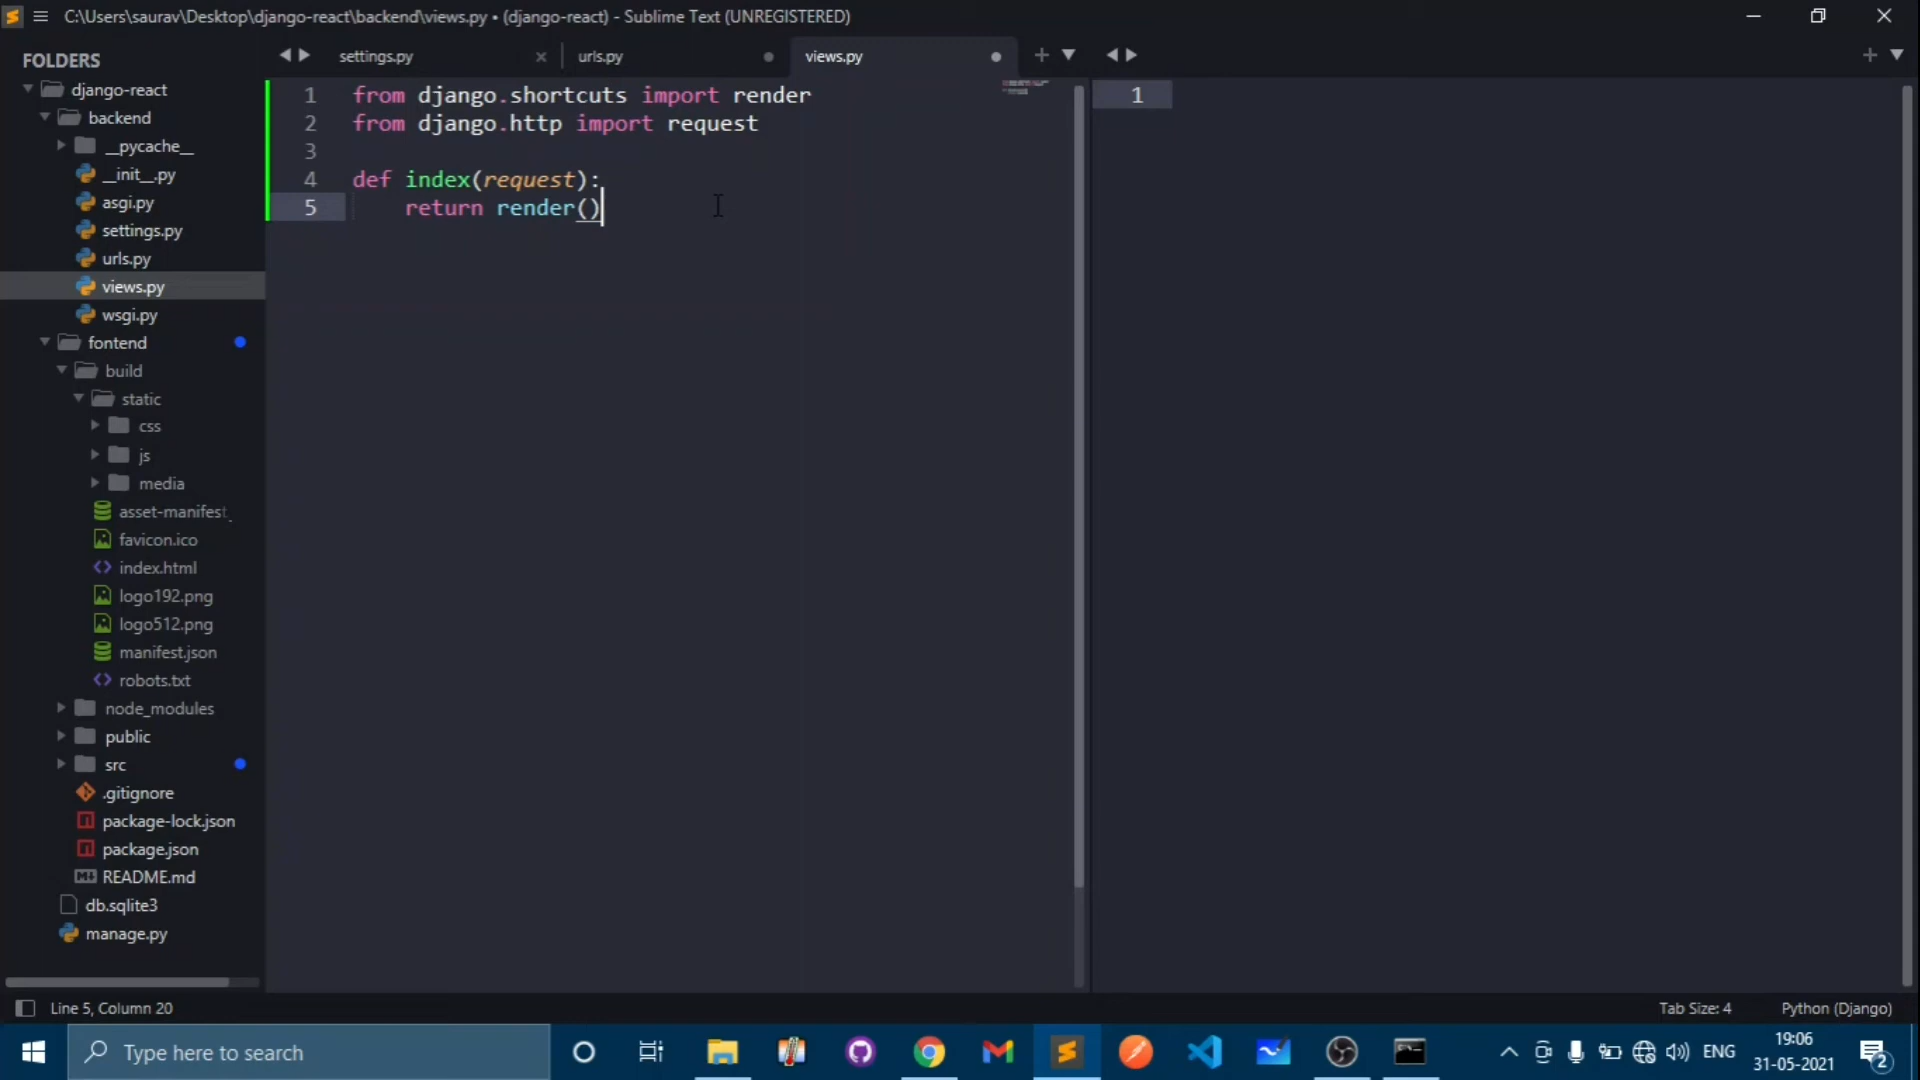 C:\Users\saurav\Desktop\django-react\backend\views.py • (django-react) - Sublime Text (UNREGISTERED)
FOLDERS
django-react
backend
__pycache__
__init__.py
asgi.py
settings.py
urls.py
views.py
wsgi.py
fontend
build
static
css
js
media
asset-manifest.
favicon.ico
index.html
logo192.png
logo512.png
manifest.json
robots.txt
node_modules
public
src
.gitignore
package-lock.json
package.json
README.md
db.sqlite3
manage.py
settings.py
urls.py
views.py
1 from django.shortcuts import render
2 from django.http import request
3
4 def index(request):
5 return render()
1
Line 5, Column 20
Tab Size: 4
Python (Django)
Type here to search
ENG
19:06
31-05-2021
2